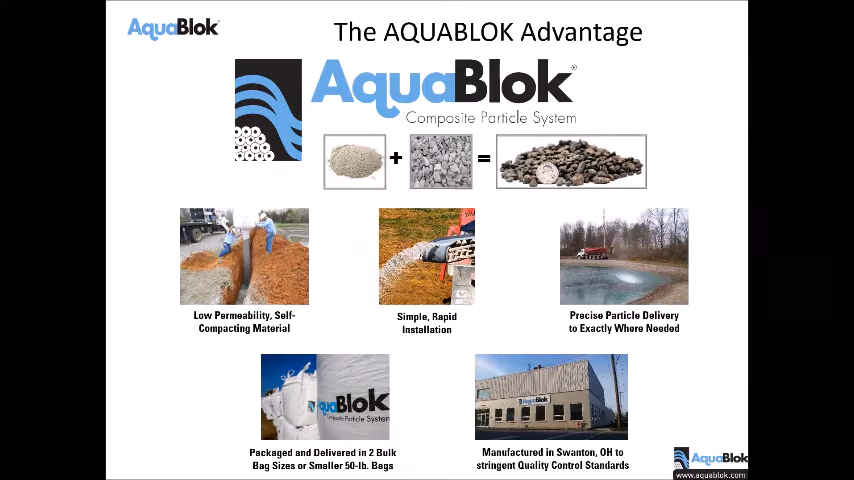 AquaBlok
The AQUABLOK Advantage
AquaBlok®
Composite Particle System
+
=
Low Permeability, Self-
Compacting Material
Simple, Rapid
Installation
Precise Particle Delivery
to Exactly Where Needed
AquaBlok
Composite Particle System
AquaBlok
Packaged and Delivered in 2 Bulk
Bag Sizes or Smaller 50-lb. Bags
Manufactured in Swanton, OH to
stringent Quality Control Standards
AquaBlok
www.aquablok.com